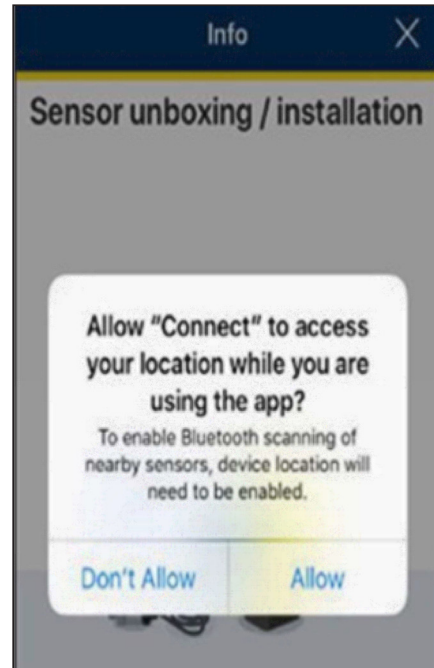 Info
Sensor unboxing / installation
Allow "Connect" to access
your location while you are
using the app?
To enable Bluetooth scanning of
nearby sensors, device location will
need to be enabled.
Don't Allow
Allow